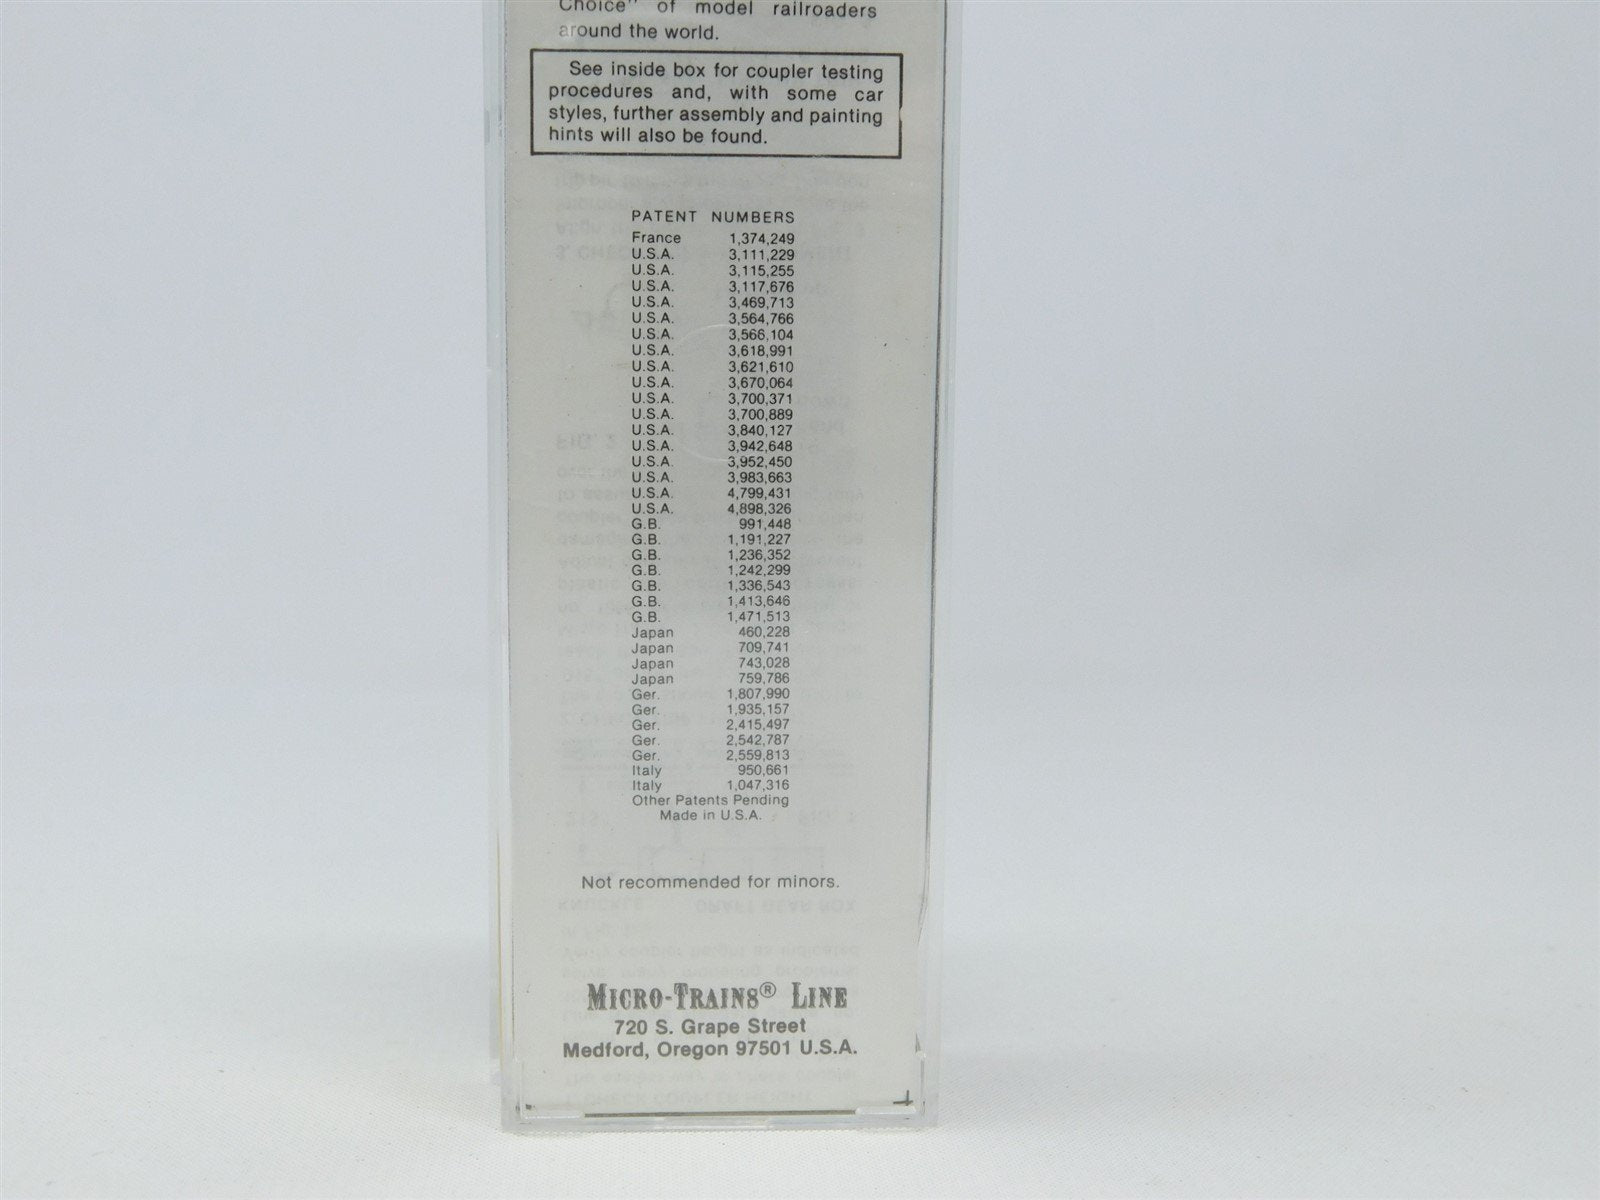 Choice" of model railroaders
around the world.
See inside box for coupler testing
procedures and, with some car
styles, further assembly and painting
hints will also be found.
PATENT NUMBERS
France 1,374,249
U.S.A. 3,111,229
U.S.A. 3,115,255
U.S.A. 3,117,676
U.S.A. 3,469,713
U.S.A. 3,564,766
U.S.A. 3,566,104
U.S.A. 3,618,991
U.S.A. 3,621,610
U.S.A. 3,670,064
U.S.A. 3,700,371
U.S.A. 3,700,889
U.S.A. 3,840,127
U.S.A. 3,942,648
U.S.A. 3,952,450
U.S.A. 3,983,663
U.S.A. 4,799,431
U.S.A. 4,898,326
G.B. 991,448
G.B. 1,191,227
G.B. 1,236,352
G.B. 1,242,299
G.B. 1,336,543
G.B. 1,413,646
G.B. 1,471,513
Japan 460,228
Japan 709,741
Japan 743,028
Japan 759,786
Ger. 1,807,990
Ger. 1,935,157
Ger. 2,415,497
Ger. 2,542,787
Ger. 2,559,813
Italy 950,661
Italy 1,047,316
Other Patents Pending
Made in U.S.A.
Not recommended for minors.
MICRO-TRAINS® LINE
720 S. Grape Street
Medford, Oregon 97501 U.S.A.